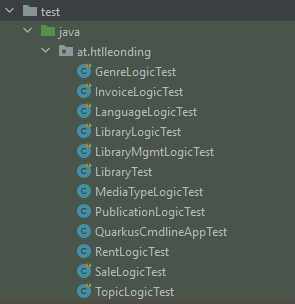 test
java
at.htlleonding
GenreLogicTest
InvoiceLogicTest
LanguageLogicTest
LibraryLogicTest
LibraryMgmtLogicTest
LibraryTest
MediaTypeLogicTest
PublicationLogicTest
QuarkusCmdlineAppTest
RentLogicTest
SaleLogicTest
TopicLogicTest